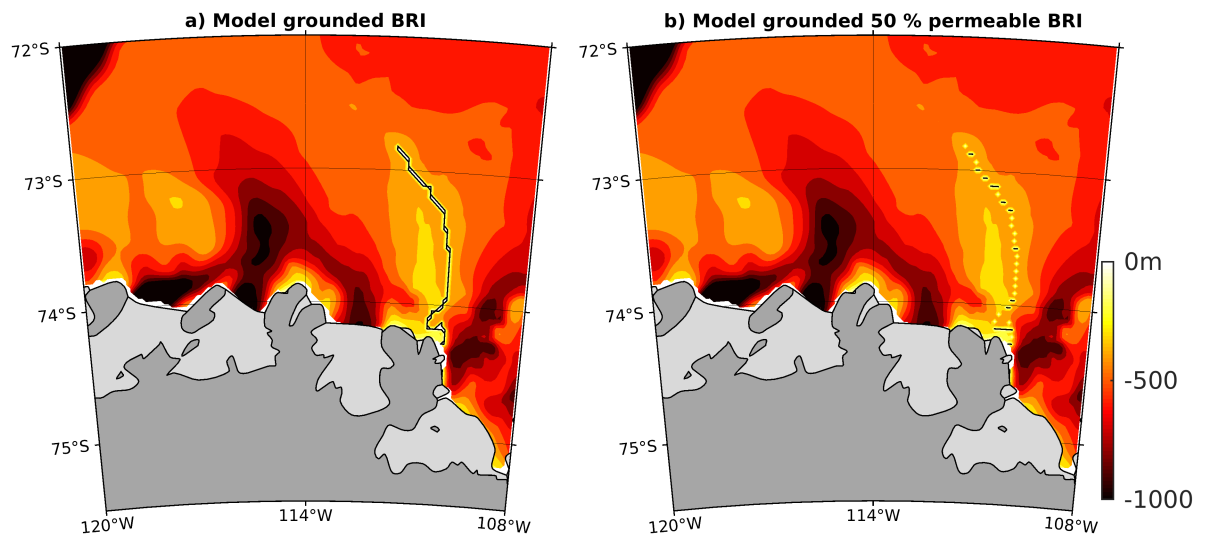 a) Model grounded BRI
b) Model grounded 50 % permeable BRI
72°S
72°S
73°S
73°S
0m
74°S
74°S
-500
75°S
75°S
-1000
120°W
114°W
108°W
120°W
114°W
108°W